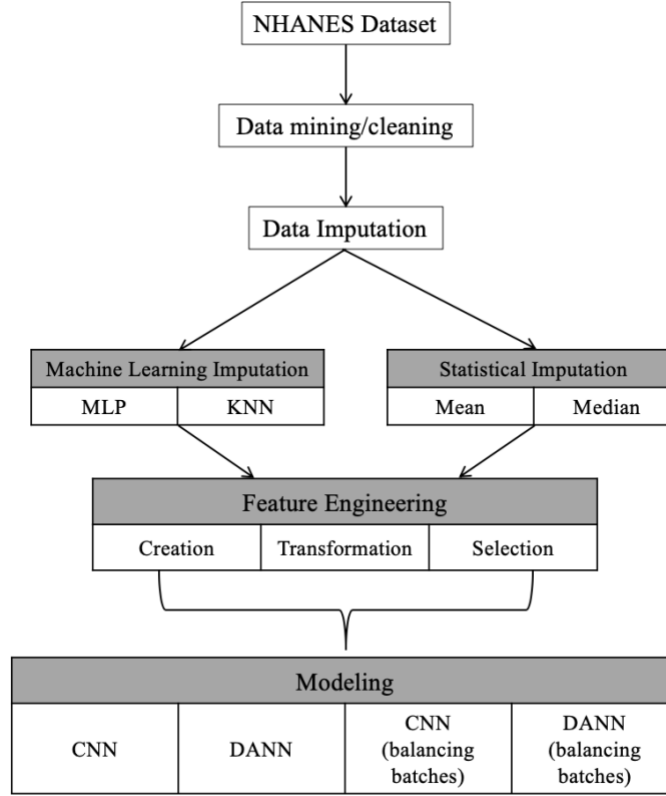 NHANES Dataset
Data mining/cleaning
Data Imputation
Machine Learning Imputation
MLP
KNN
Statistical Imputation
Mean
Median
Feature Engineering
Creation
Transformation
Selection
Modeling
CNN
DANN
CNN
(balancing
batches)
DANN
(balancing
batches)